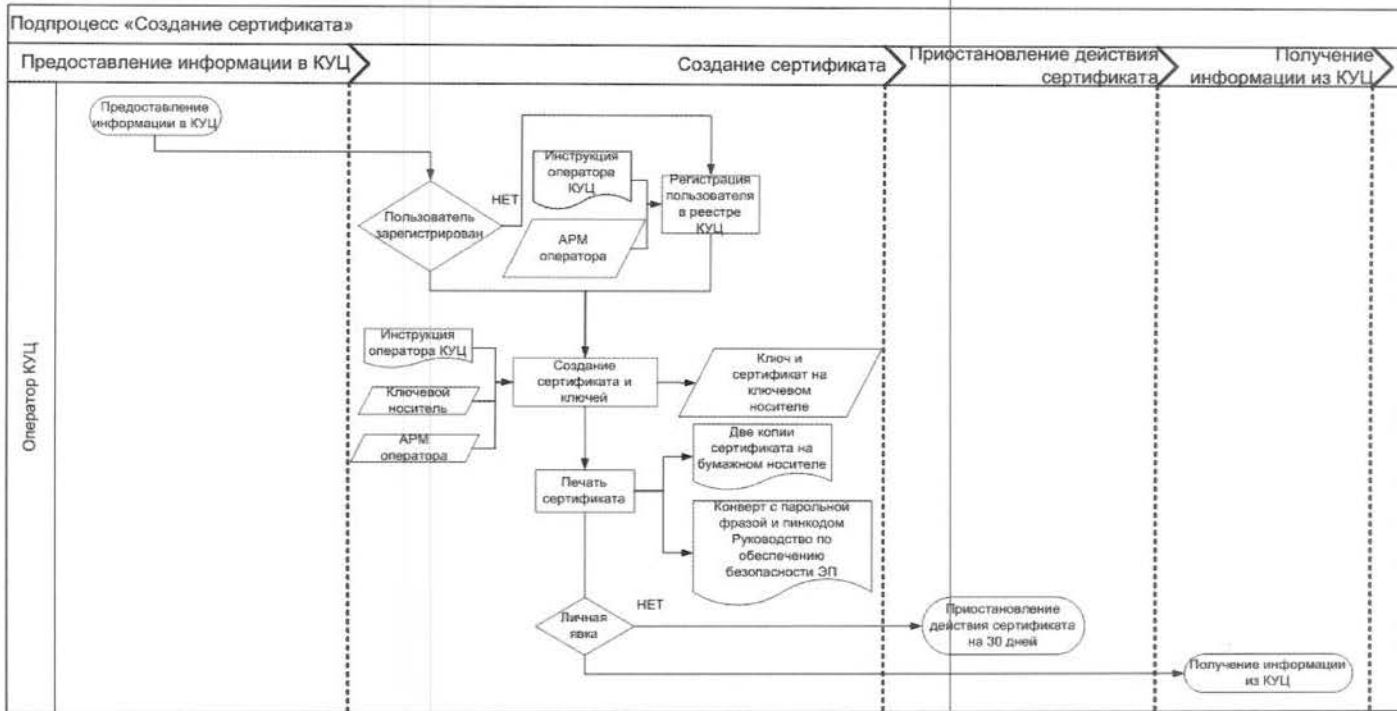 Подпроцесс «Создание сертификата»
Предоставление информации в КУЦ
Создание сертификата
Приостановление действия
сертификата
Получение
информации из КУЦ
Оператор КУЦ
Предоставление
информации в КУЦ
Пользователь
зарегистрирован
НЕТ
Инструкция
оператора
КУЦ
АРМ
оператора
Регистрация
пользователя
в реестре
КУЦ
Инструкция
оператора КУЦ
Ключевой
носитель
АРМ
оператора
Создание
сертификата и
ключей
Ключ и
сертификат на
ключевом
носителе
Две копии
сертификата на
бумажном носителе
Печать
сертификата
Конверт с парольной
фразой и пинкодом
Руководство по
обеспечению
безопасности ЭП
Личная
явка
НЕТ
Приостановление
действия сертификата
на 30 дней
Получение информации
из КУЦ